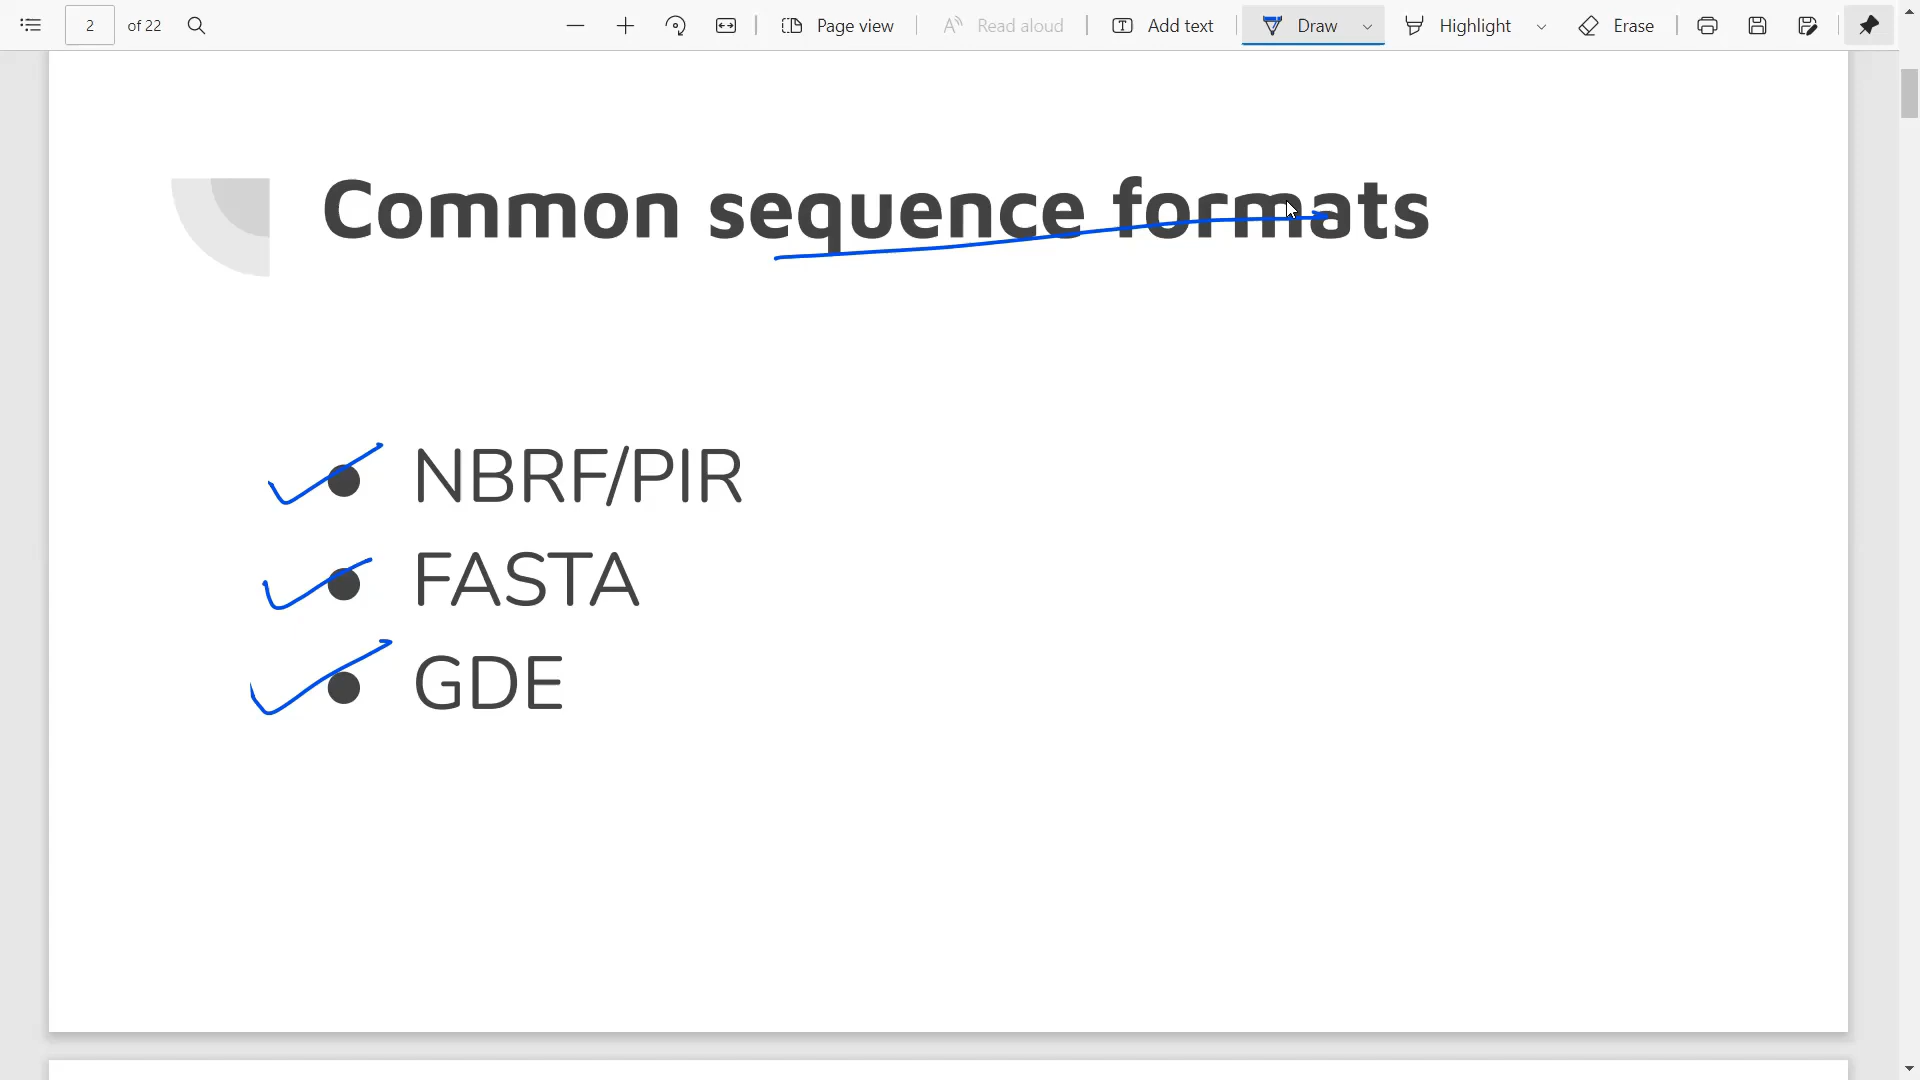 2 of 22 Page view Read aloud Add text Draw Highlight Erase
Common sequence formats
NBRF/PIR
FASTA
GDE